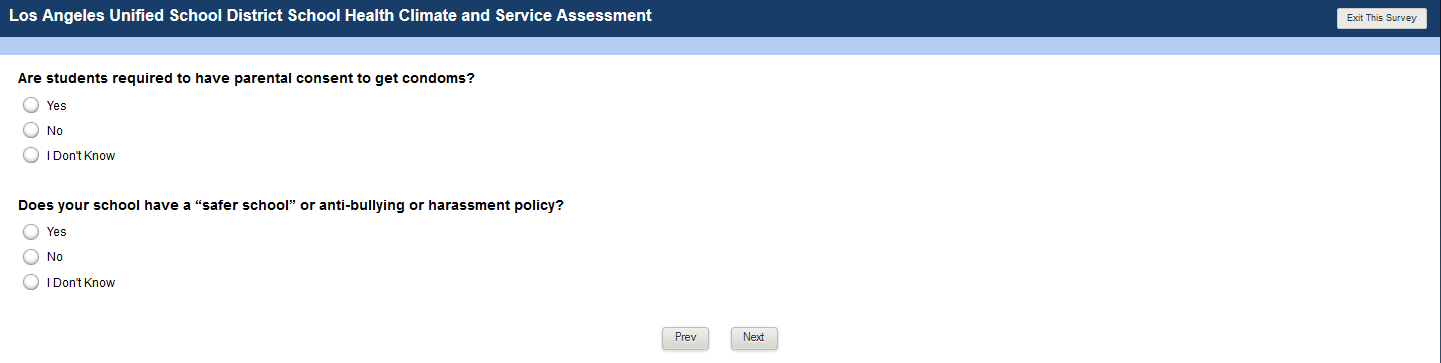 Los Angeles Unified School District School Health Climate and Service Assessment
Exit This Survey
Are students required to have parental consent to get condoms?
Yes
No
I Don't Know
Does your school have a “safer school” or anti-bullying or harassment policy?
Yes
No
I Don't Know
Prev
Next